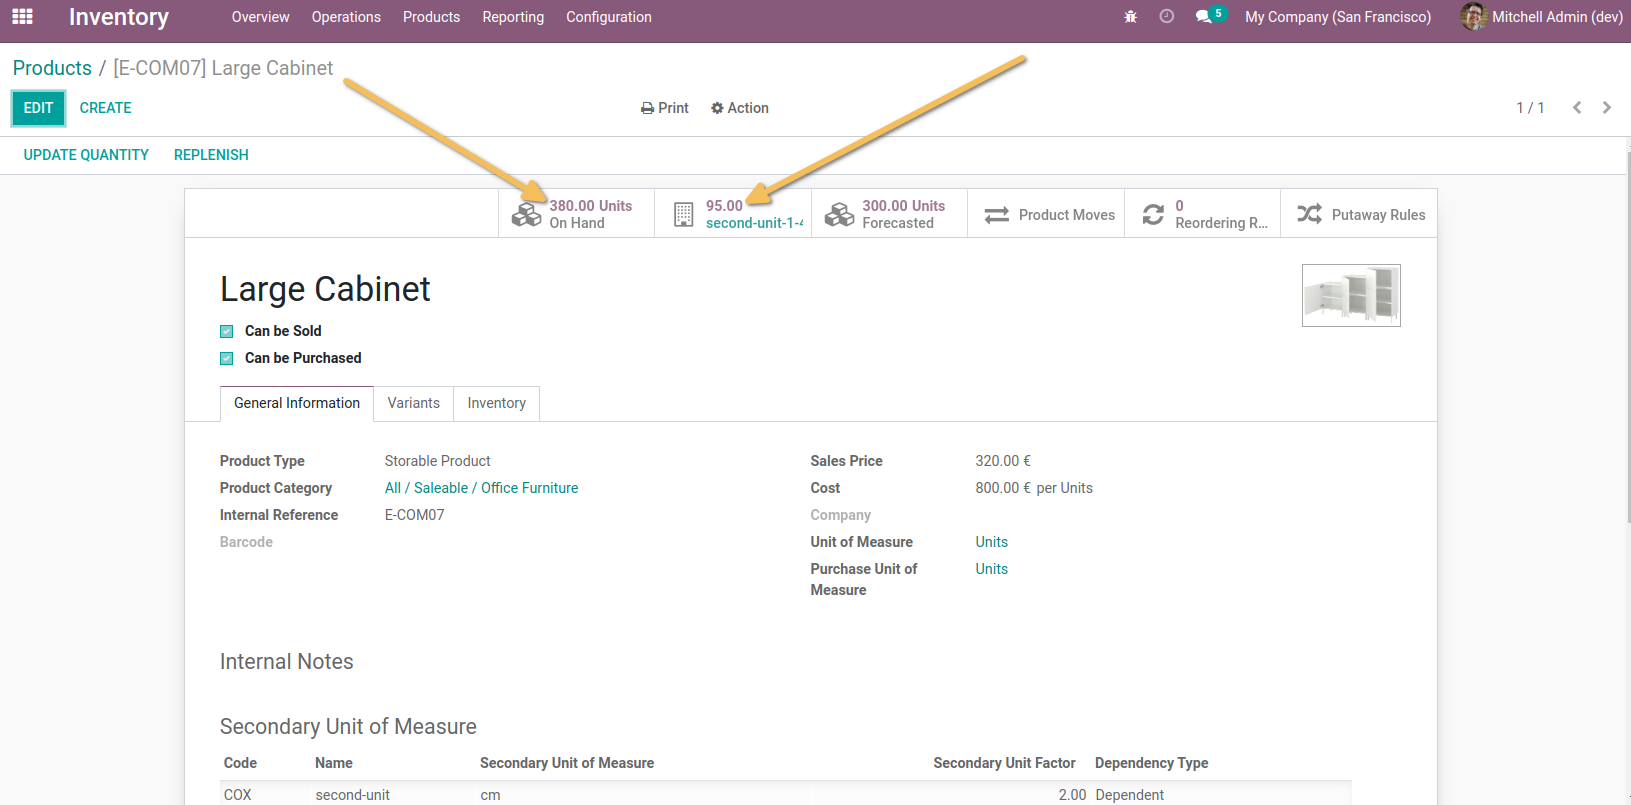 Inventory Overview Operations Products Reporting Configuration 5 My Company (San Francisco) Mitchell Admin (dev)
Products / [E-COM07] Large Cabinet
EDIT CREATE Print Action 1 / 1
UPDATE QUANTITY REPLENISH
380.00 Units
On Hand
95.00
second-unit-1-4
300.00 Units
Forecasted
Product Moves
0
Reordering R...
Putaway Rules
Large Cabinet
Can be Sold
Can be Purchased
General Information Variants Inventory
Product Type Storable Product
Product Category All / Saleable / Office Furniture
Internal Reference E-COM07
Barcode
Sales Price 320.00 €
Cost 800.00 € per Units
Company
Unit of Measure Units
Purchase Unit of Measure Units
Internal Notes
Secondary Unit of Measure
Code Name Secondary Unit of Measure Secondary Unit Factor Dependency Type
COX second-unit cm 2.00 Dependent